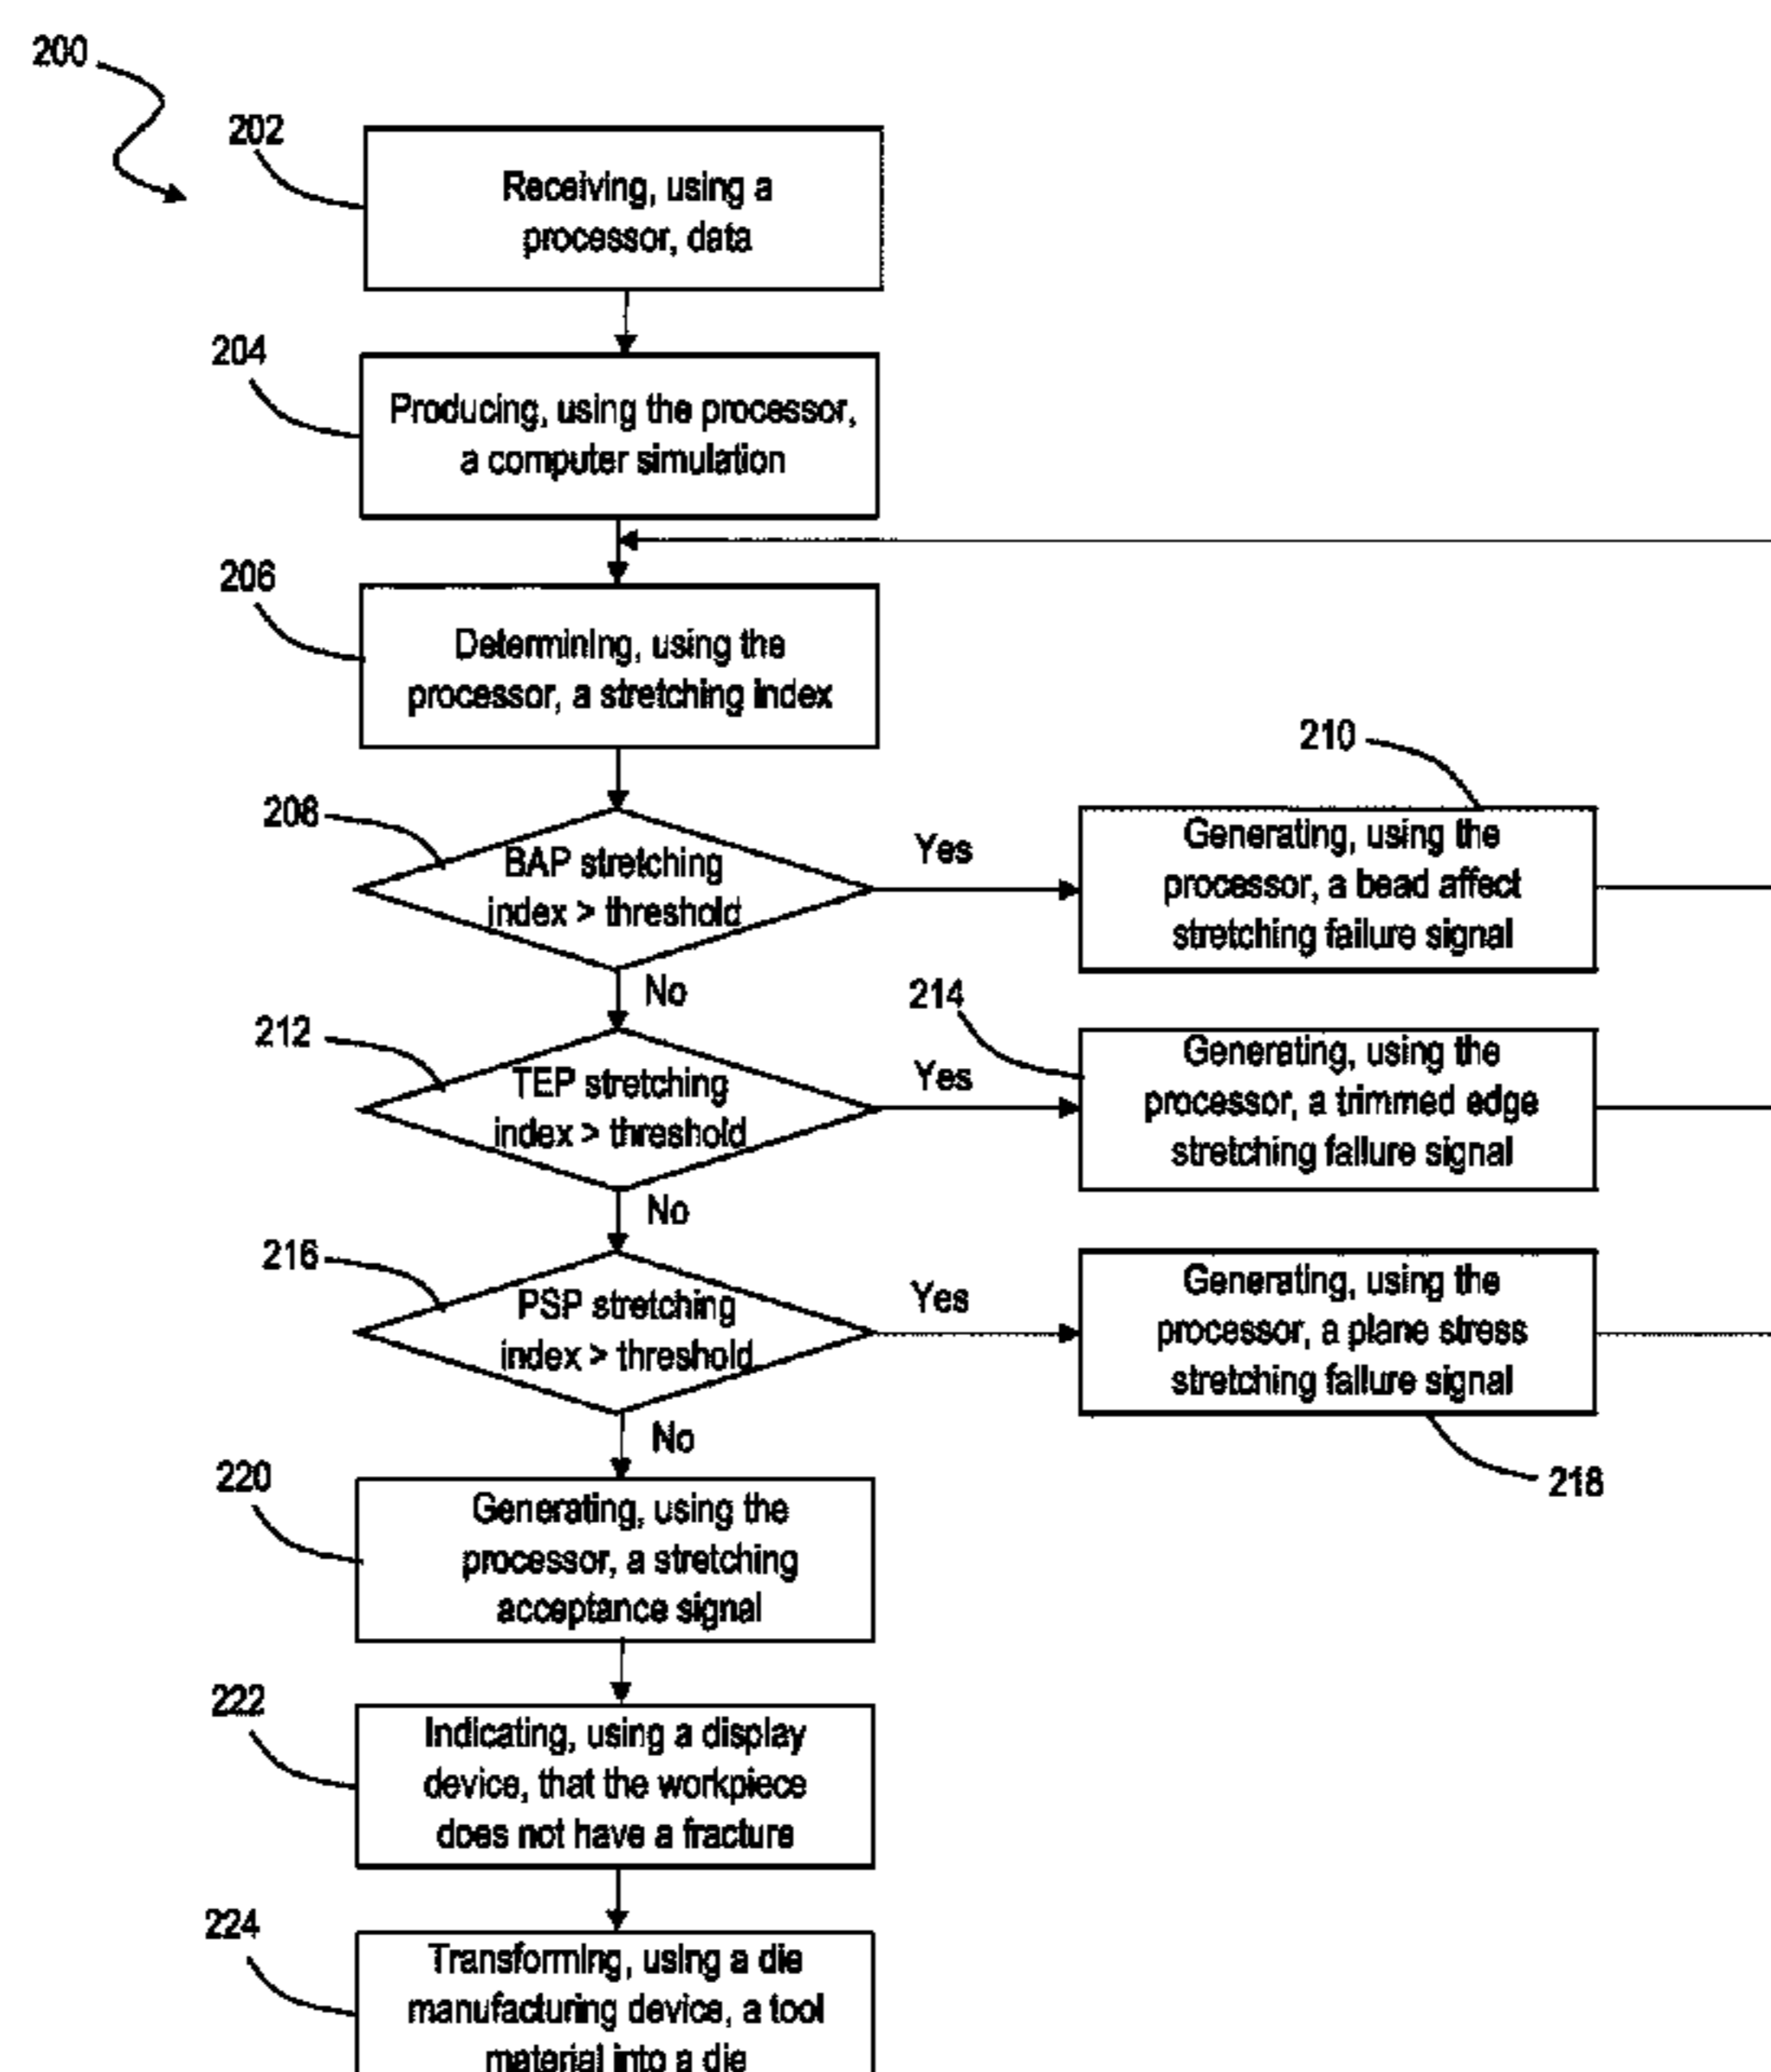 200
202
Receiving, using a
processor, data
204
Producing, using the processor,
a computer simulation
206
Determining, using the
processor, a stretching index
208
BAP stretching
index > threshold
Yes
210
Generating, using the
processor, a bead affect
stretching failure signal
No
212
TEP stretching
index > threshold
Yes
214
Generating, using the
processor, a trimmed edge
stretching failure signal
No
216
PSP stretching
index > threshold
Yes
Generating, using the
processor, a plane stress
stretching failure signal
218
No
220
Generating, using the
processor, a stretching
acceptance signal
222
Indicating, using a display
device, that the workpiece
does not have a fracture
224
Transforming, using a die
manufacturing device, a tool
material into a die